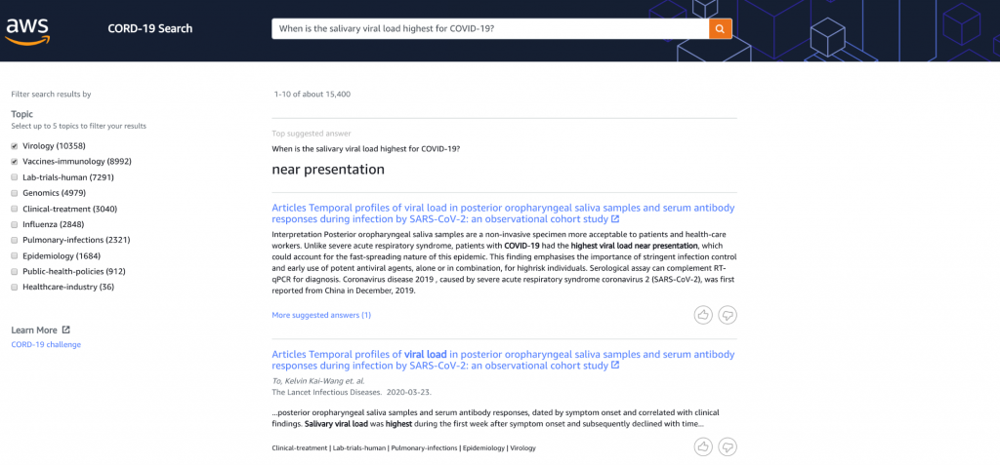 aws
CORD-19 Search
When is the salivary viral load highest for COVID-19?
Filter search results by
Topic
Select up to 5 topics to filter your results
Virology (10358)
Vaccines-immunology (8992)
Lab-trials-human (7291)
Genomics (4979)
Clinical-treatment (3040)
Influenza (2848)
Pulmonary-infections (2321)
Epidemiology (1684)
Public-health-policies (912)
Healthcare-industry (36)
Learn More
CORD-19 challenge
1-10 of about 15,400
Top suggested answer
When is the salivary viral load highest for COVID-19?
near presentation
Articles Temporal profiles of viral load in posterior oropharyngeal saliva samples and serum antibody
responses during infection by SARS-CoV-2: an observational cohort study
Interpretation Posterior oropharyngeal saliva samples are a non-invasive specimen more acceptable to patients and health-care
workers. Unlike severe acute respiratory syndrome, patients with COVID-19 had the highest viral load near presentation, which
could account for the fast-spreading nature of this epidemic. This finding emphasises the importance of stringent infection control
and early use of potent antiviral agents, alone or in combination, for highrisk individuals. Serological assay can complement RT-
qPCR for diagnosis. Coronavirus disease 2019 , caused by severe acute respiratory syndrome coronavirus 2 (SARS-CoV-2), was first
reported from China in December, 2019.
More suggested answers (1)
Articles Temporal profiles of viral load in posterior oropharyngeal saliva samples and serum antibody
responses during infection by SARS-CoV-2: an observational cohort study
To, Kelvin Kai-Wang et. al.
The Lancet Infectious Diseases. 2020-03-23.
...posterior oropharyngeal saliva samples and serum antibody responses, dated by symptom onset and correlated with clinical
findings. Salivary viral load was highest during the first week after symptom onset and subsequently declined with time...
Clinical-treatment | Lab-trials-human | Pulmonary-infections | Epidemiology | Virology